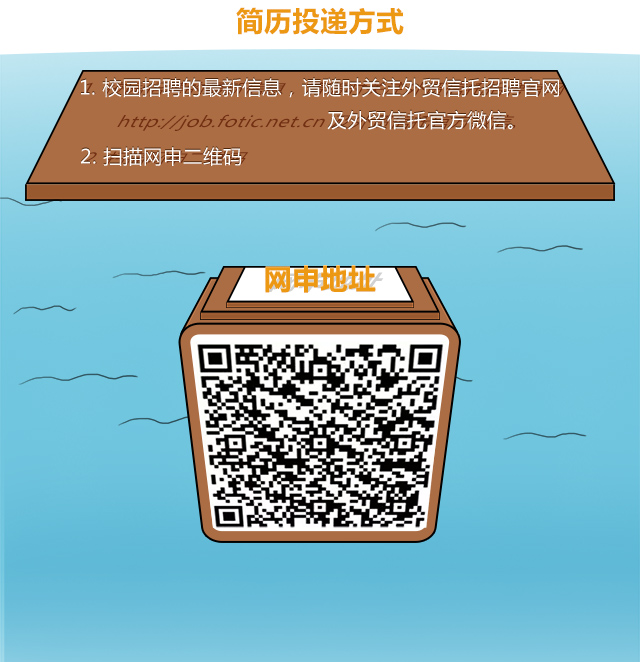 简历投递方式
1. 校园招聘的最新信息，请随时关注外贸信托招聘官网
http://job.fotic.net.cn及外贸信托官方微信。
2. 扫描网申二维码
网申地址